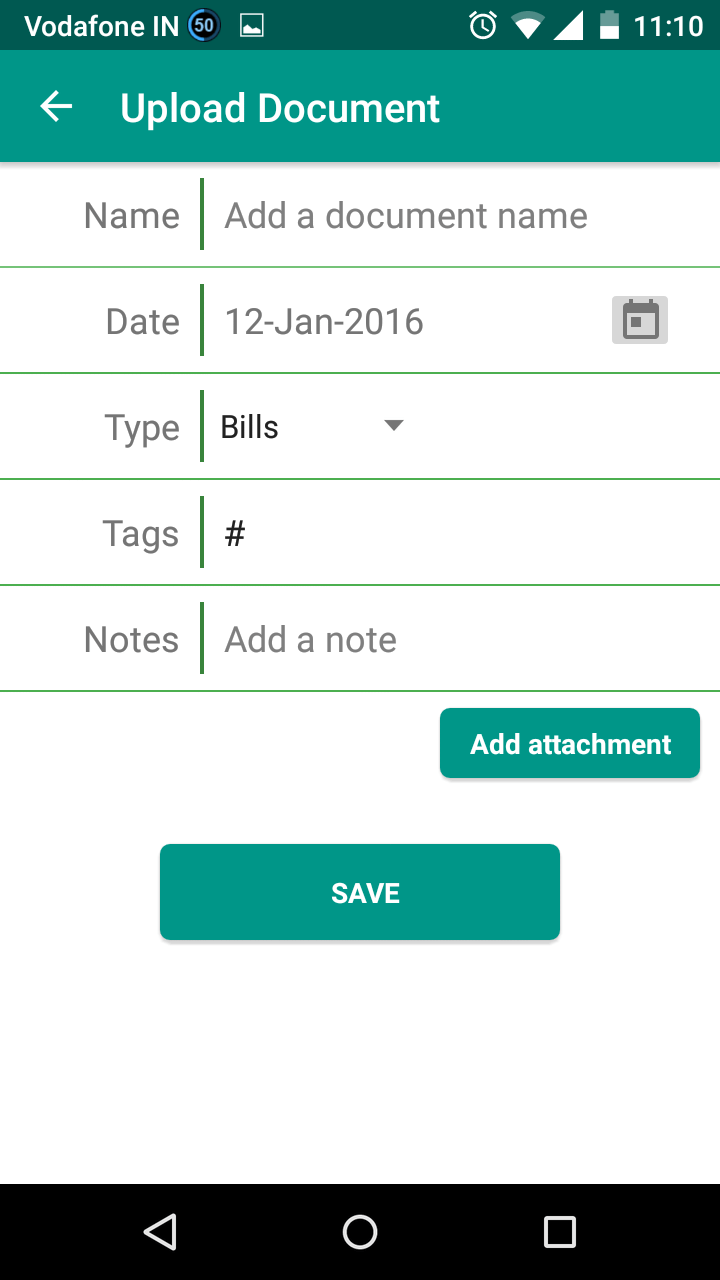 Vodafone IN 50 11:10
Upload Document
Name Add a document name
Date 12-Jan-2016
Type Bills
Tags #
Notes Add a note
Add attachment
SAVE